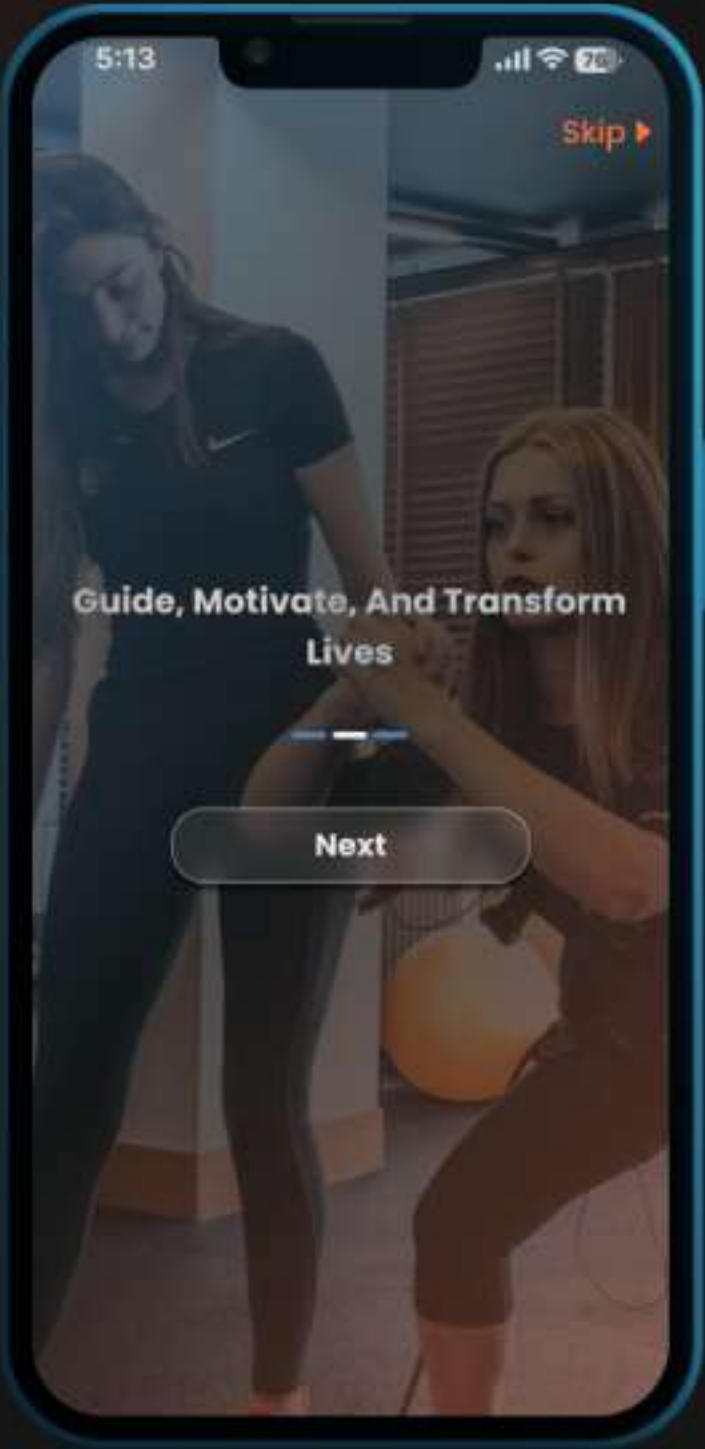 5:13
Skip
Guide, Motivate, And Transform
Lives
Next